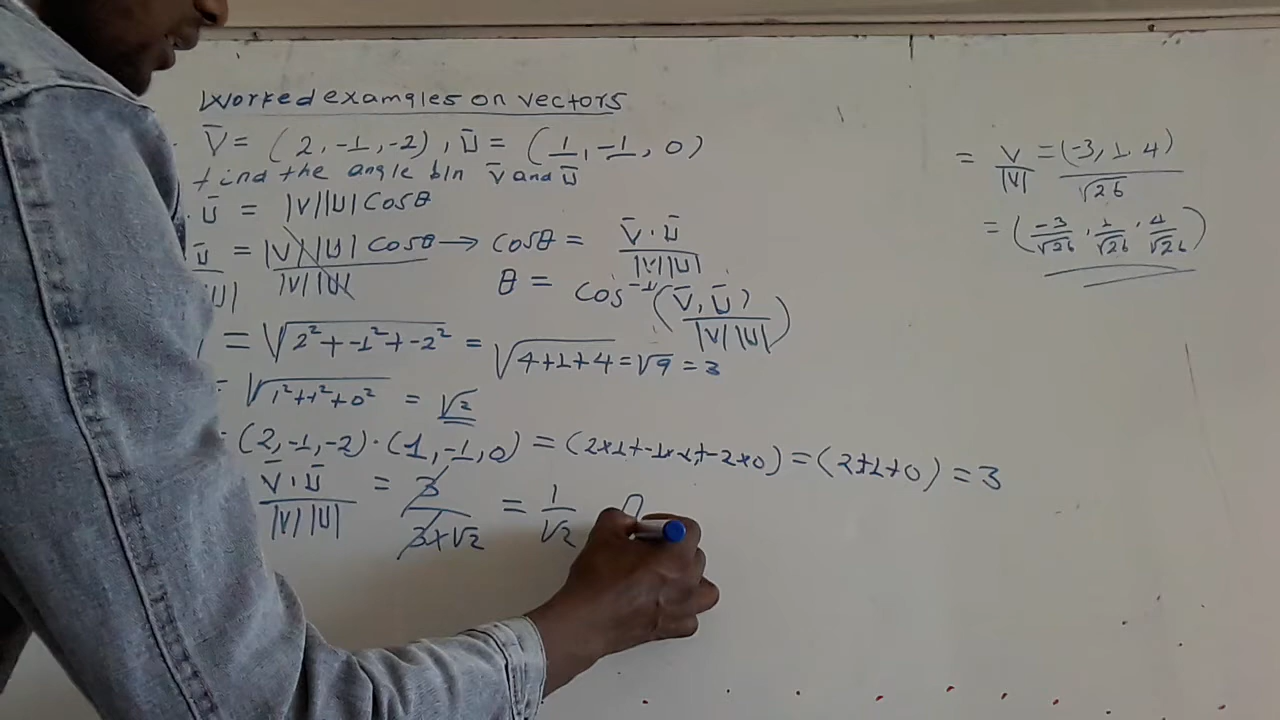 Worked examples on vectors
V̅ = (2, -1, -2), U̅ = (1, -1, 0)
find the angle b/n V̅ and U̅
U̅ = |V||U| Cosθ
U̅ = |V||U| Cosθ → Cosθ = V̅ · U̅
U| |V||U| |V||U|
θ = Cos⁻¹ (V̅, U̅)
|V||U|
= √2² + -1² + -2² = √4+1+4 = √9 = 3
= √1²+1²+0² = √2
(2, -1, -2) · (1, -1, 0) = (2×1+-1×-1+-2×0) = (2+1+0) = 3
V̅ · U̅ = 3 = 1
|V||U| 3×√2 √2
= V = (-3, 1, 4)
|V| √26
= (-3/√26, 1/√26, 4/√26)